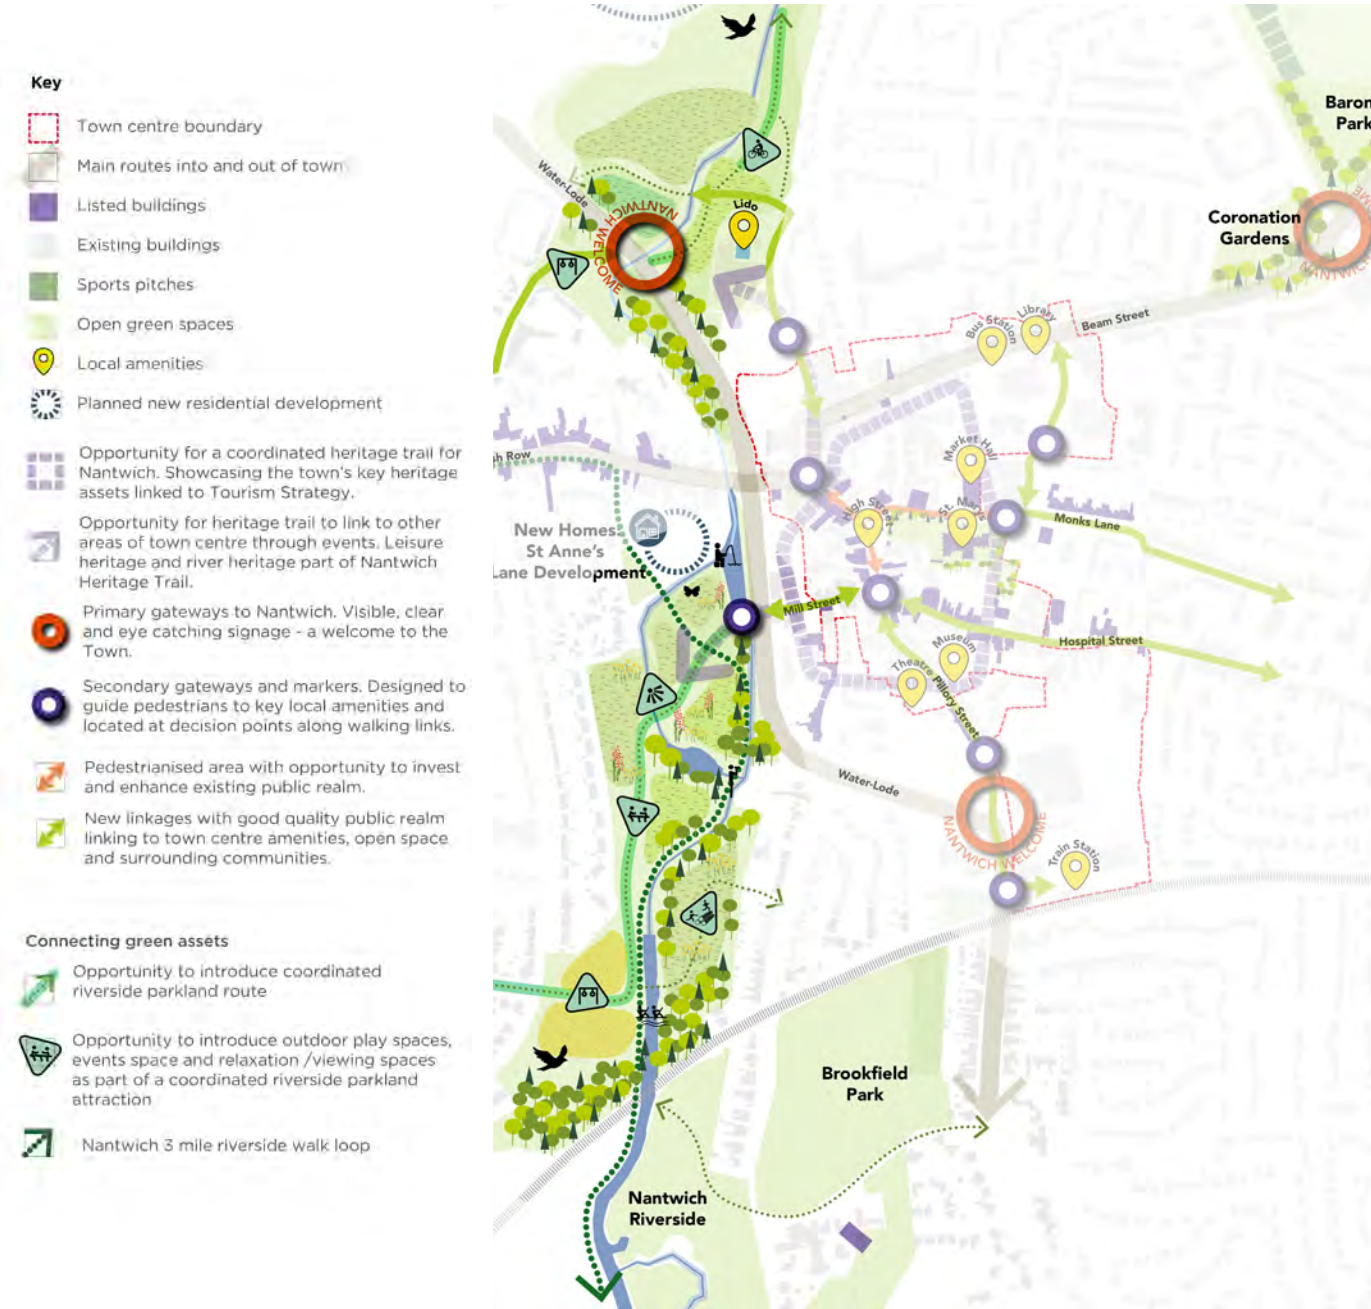 Key
Town centre boundary
Main routes into and out of town
Listed buildings
Existing buildings
Sports pitches
Open green spaces
Local amenities
Planned new residential development
Opportunity for a coordinated heritage trail for
Nantwich. Showcasing the town's key heritage
assets linked to Tourism Strategy.
Opportunity for heritage trail to link to other
areas of town centre through events. Leisure
heritage and river heritage part of Nantwich
Heritage Trail.
Primary gateways to Nantwich. Visible, clear
and eye catching signage - a welcome to the
Town.
Secondary gateways and markers. Designed to
guide pedestrians to key local amenities and
located at decision points along walking links.
Pedestrianised area with opportunity to invest
and enhance existing public realm.
New linkages with good quality public realm
linking to town centre amenities, open space
and surrounding communities.
Connecting green assets
Opportunity to introduce coordinated
riverside parkland route
Opportunity to introduce outdoor play spaces,
events space and relaxation /viewing spaces
as part of a coordinated riverside parkland
attraction
Nantwich 3 mile riverside walk loop
Baron
Park
Water-Lode
NANTWICH WELCOME
Lido
Coronation
Gardens
NANTWICH
OME
Bus Station
Library
Beam Street
Market Hall
h Row
High Street
St. Marys
Monks Lane
New Homes
St Anne's
Lane Development
Mill Street
Hospital Street
Museum
Theatre
Pillory Street
Water-Lode
NANTWICH WELCOME
Train Station
Brookfield
Park
Nantwich
Riverside